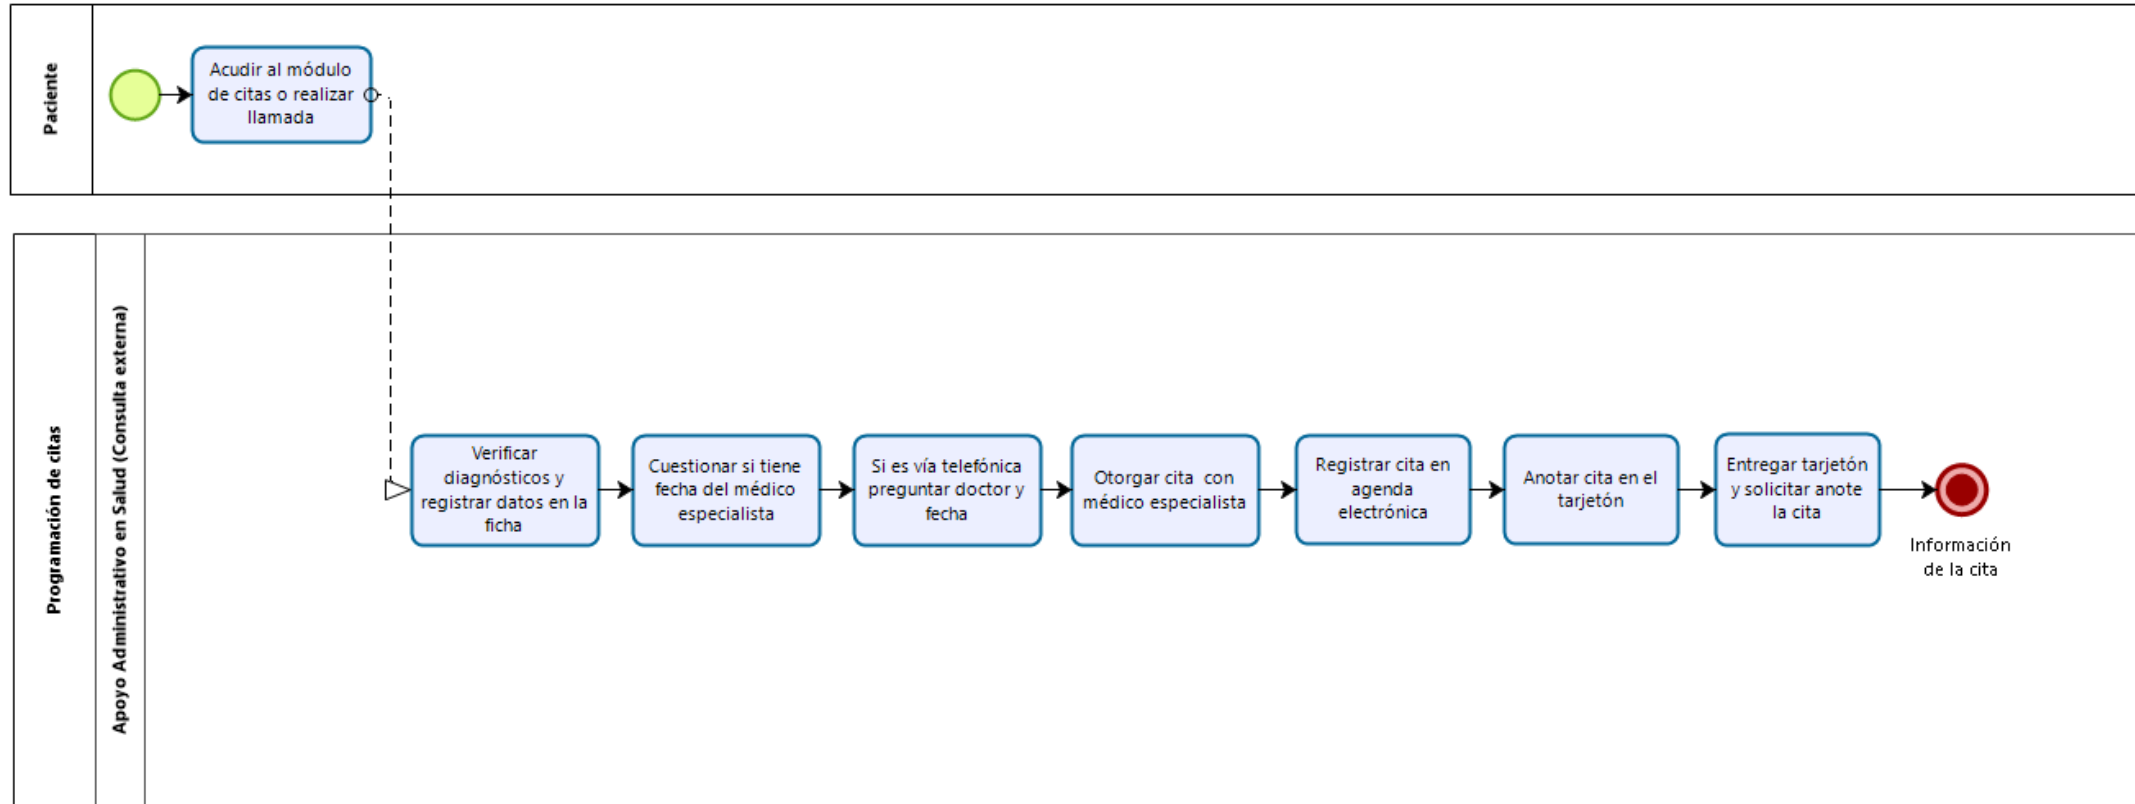 Paciente
Acudir al módulo
de citas o realizar
llamada
Programación de citas
Apoyo Administrativo en Salud (Consulta externa)
Verificar
diagnósticos y
registrar datos en la
ficha
Cuestionar si tiene
fecha del médico
especialista
Si es vía telefónica
preguntar doctor y
fecha
Otorgar cita  con
médico especialista
Registrar cita en
agenda
electrónica
Anotar cita en el
tarjetón
Entregar tarjetón
y solicitar anote
la cita
Información
de la cita